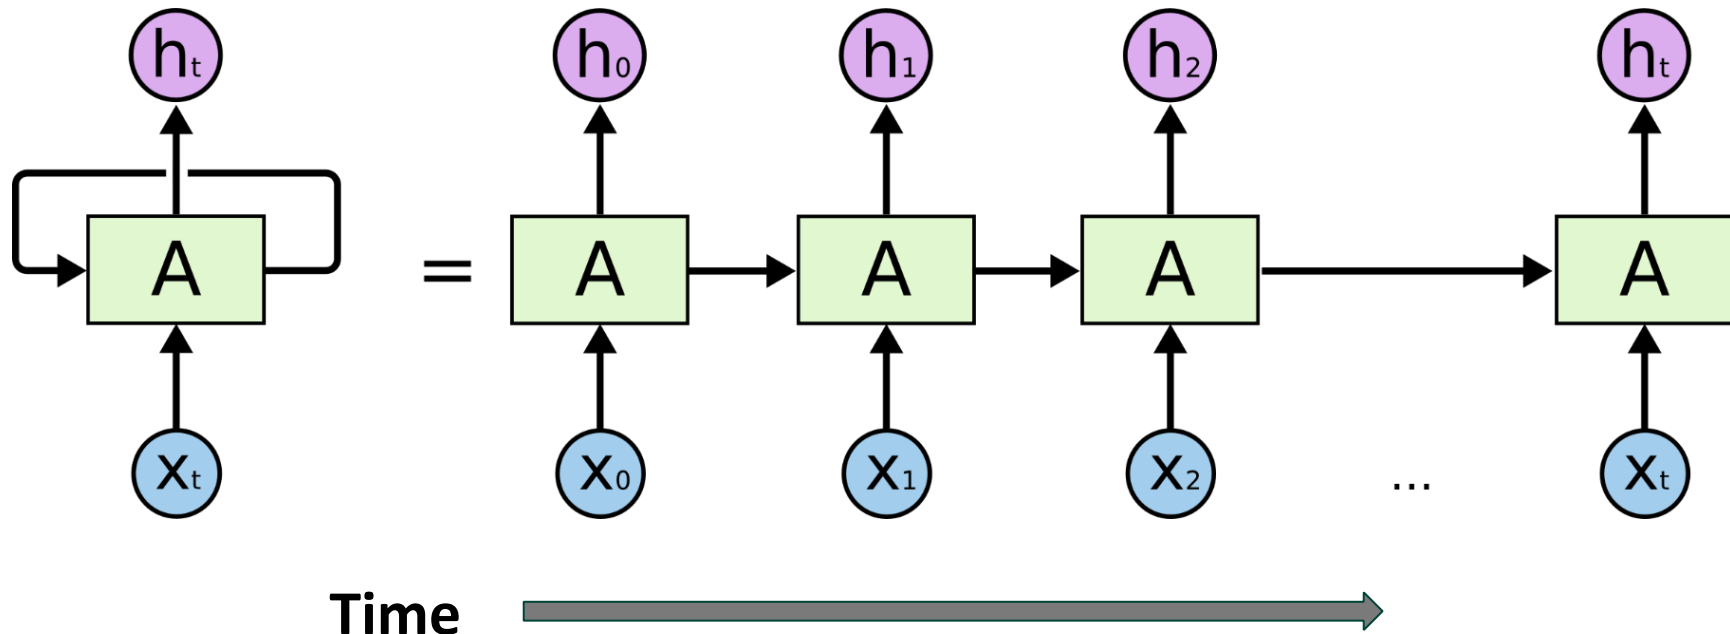 ht h0 h1 h2 ht
A = A A A A
xt x0 x1 x2 ... xt
Time